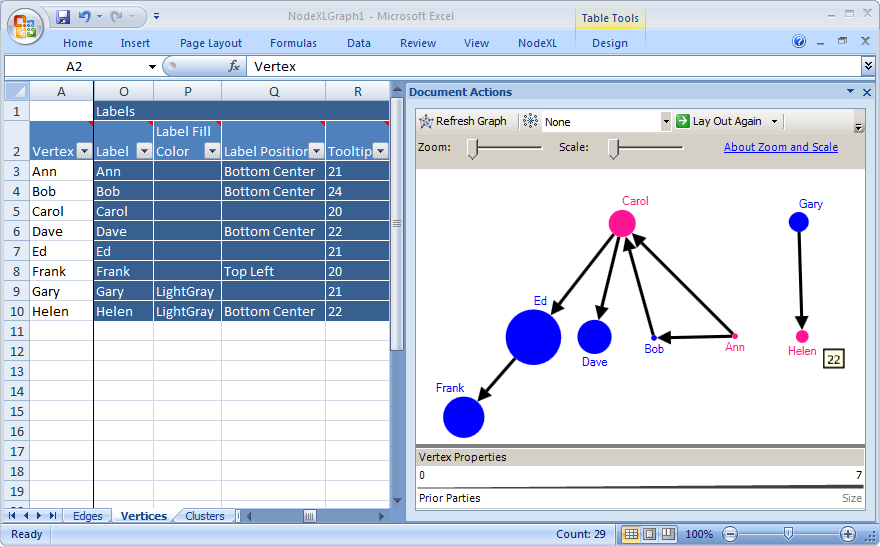 NodeXLGraph1 - Microsoft Excel
Table Tools
Home Insert Page Layout Formulas Data Review View NodeXL Design
A2 fx Vertex
A O P Q R
1 Labels
2 Vertex Label Label Fill Color Label Position Tooltip
3 Ann Ann Bottom Center 21
4 Bob Bob Bottom Center 24
5 Carol Carol 20
6 Dave Dave Bottom Center 22
7 Ed Ed 21
8 Frank Frank Top Left 20
9 Gary Gary LightGray 21
10 Helen Helen LightGray Bottom Center 22
11
12
13
14
15
16
17
18
19
Edges Vertices Clusters
Document Actions
Refresh Graph None Lay Out Again
Zoom: Scale: About Zoom and Scale
Carol
Gary
Ed
Dave
Bob
Ann
Helen
22
Frank
Vertex Properties
0 7
Prior Parties Size
Ready Count: 29 100%